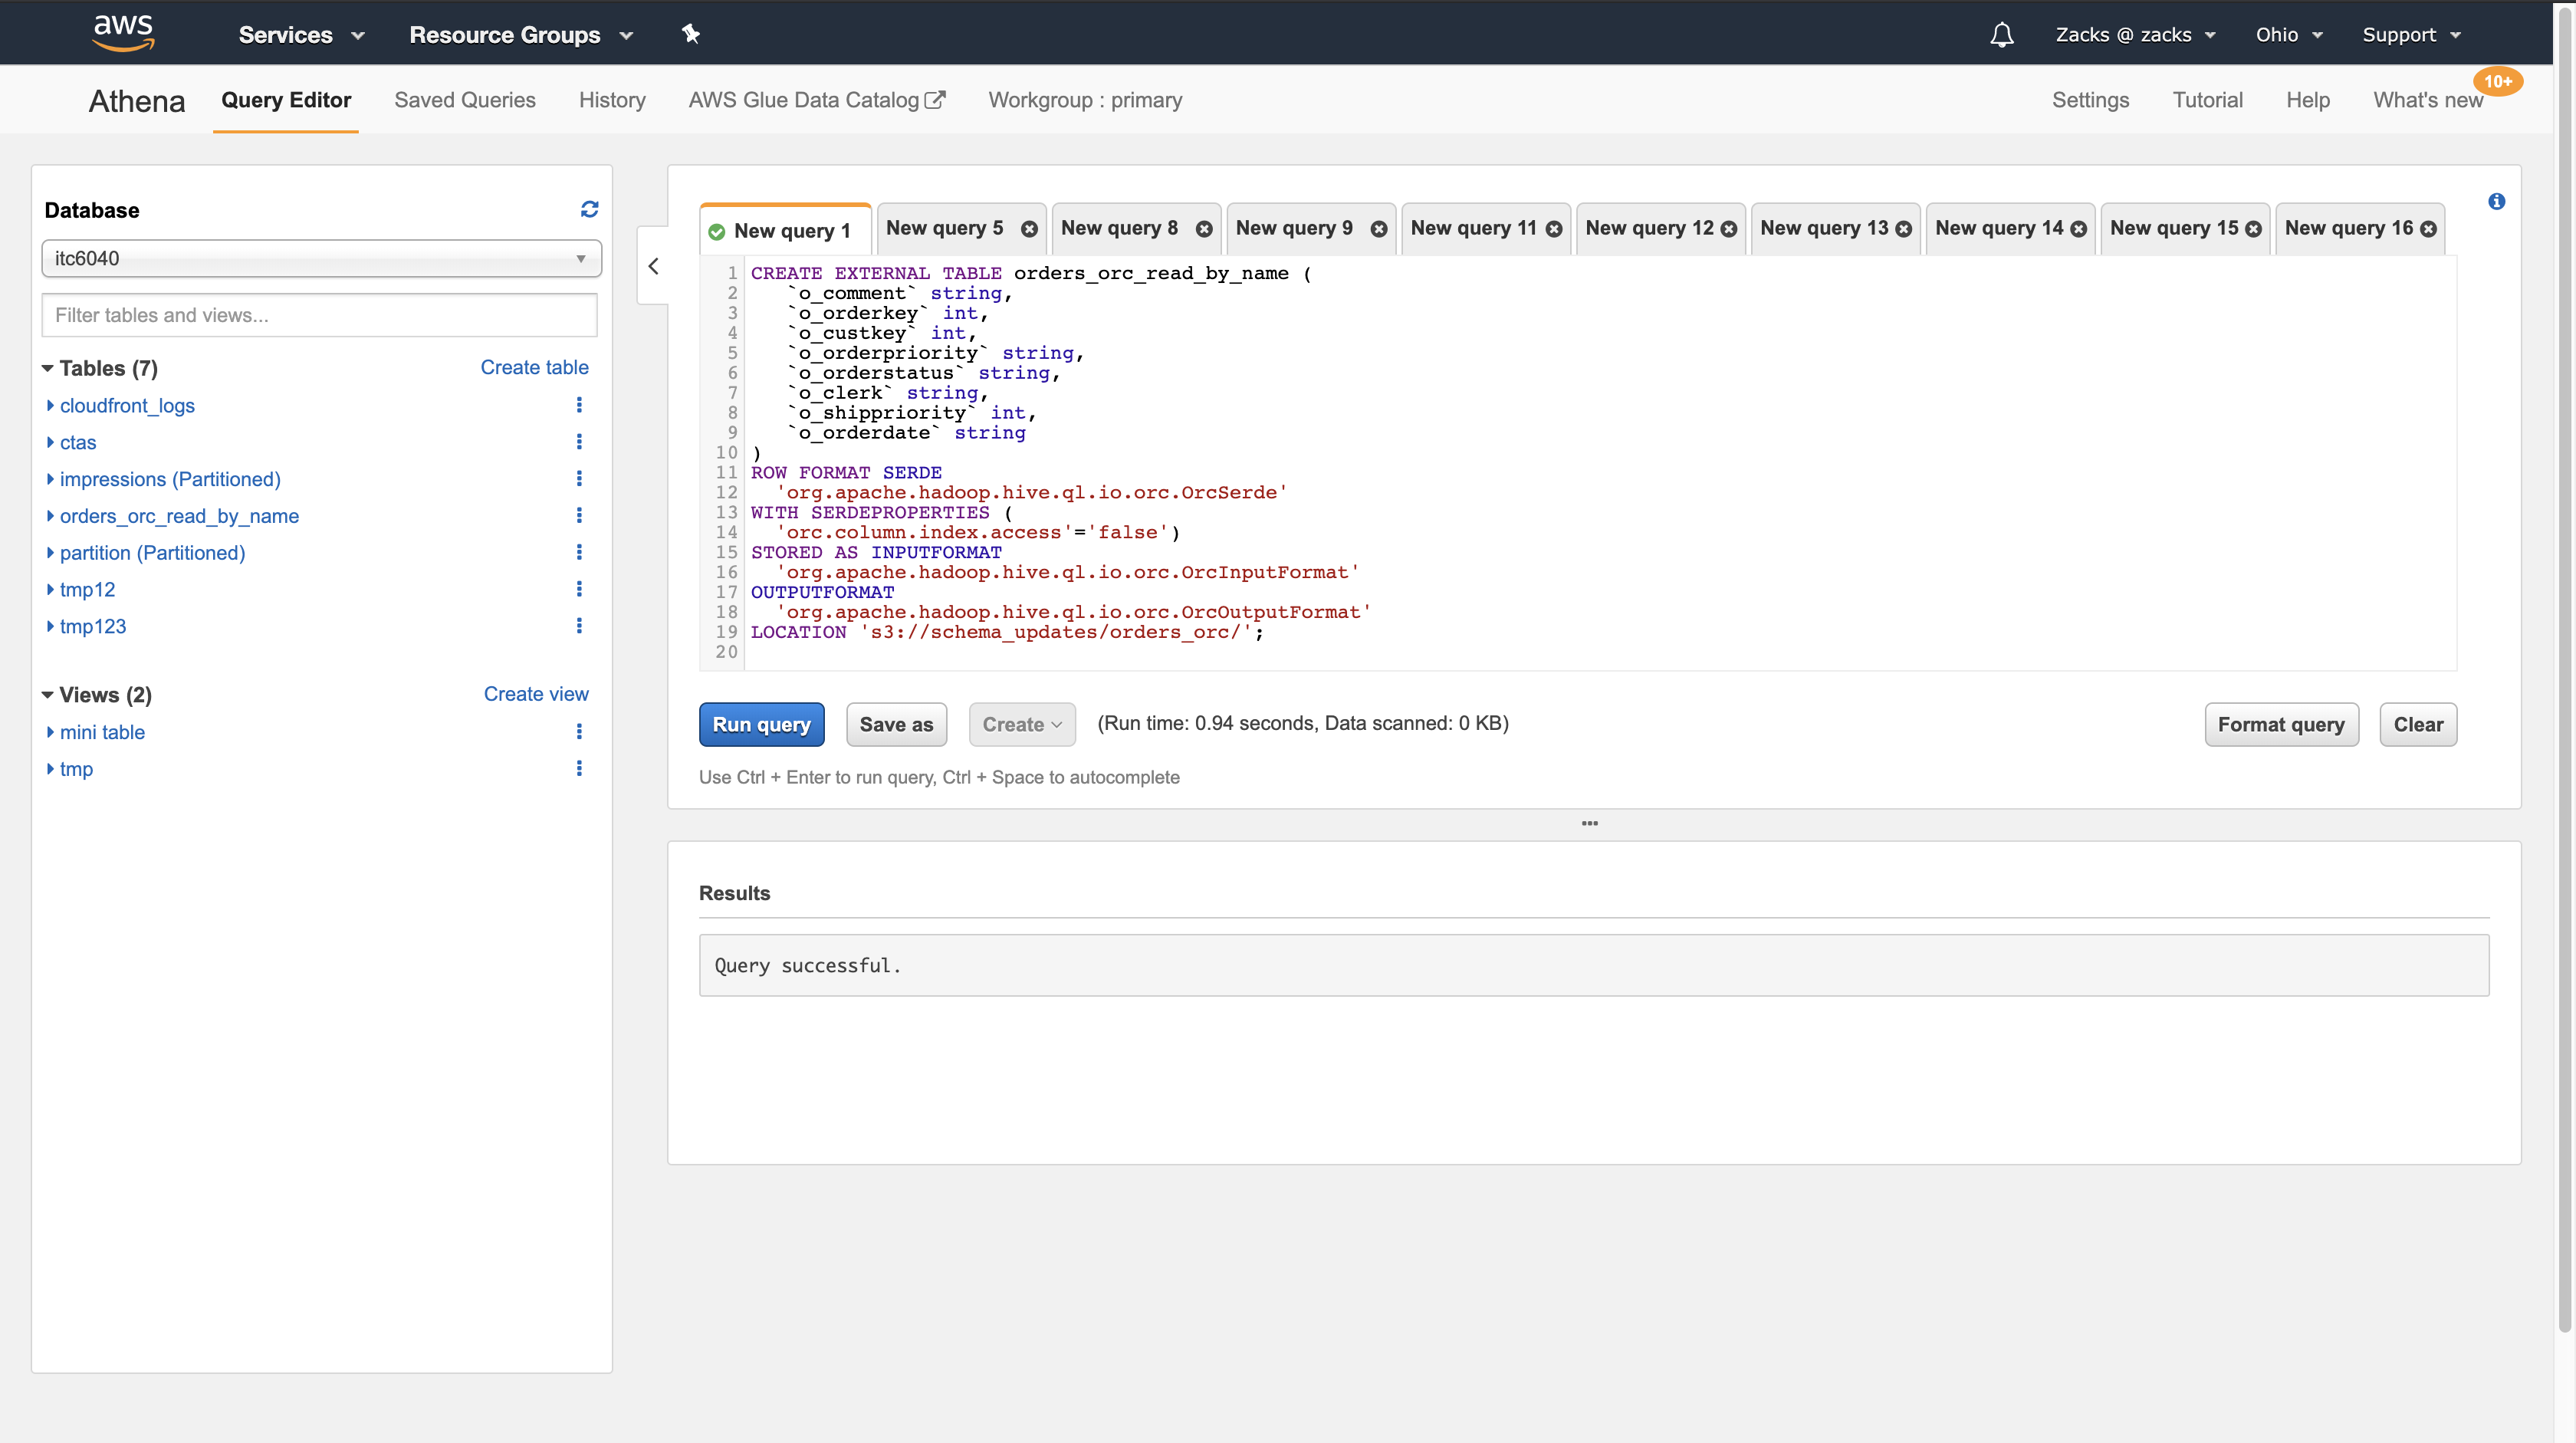 aws Services Resource Groups Zacks @ zacks Ohio Support
Athena Query Editor Saved Queries History AWS Glue Data Catalog Workgroup : primary Settings Tutorial Help What's new 10+
Database
itc6040
Filter tables and views...
Tables (7) Create table
cloudfront_logs
ctas
impressions (Partitioned)
orders_orc_read_by_name
partition (Partitioned)
tmp12
tmp123
Views (2) Create view
mini table
tmp
New query 1 New query 5 New query 8 New query 9 New query 11 New query 12 New query 13 New query 14 New query 15 New query 16
1 CREATE EXTERNAL TABLE orders_orc_read_by_name (
2 `o_comment` string,
3 `o_orderkey` int,
4 `o_custkey` int,
5 `o_orderpriority` string,
6 `o_orderstatus` string,
7 `o_clerk` string,
8 `o_shippriority` int,
9 `o_orderdate` string
10 )
11 ROW FORMAT SERDE
12 'org.apache.hadoop.hive.ql.io.orc.OrcSerde'
13 WITH SERDEPROPERTIES (
14 'orc.column.index.access'='false')
15 STORED AS INPUTFORMAT
16 'org.apache.hadoop.hive.ql.io.orc.OrcInputFormat'
17 OUTPUTFORMAT
18 'org.apache.hadoop.hive.ql.io.orc.OrcOutputFormat'
19 LOCATION 's3://schema_updates/orders_orc/';
20
Run query Save as Create (Run time: 0.94 seconds, Data scanned: 0 KB) Format query Clear
Use Ctrl + Enter to run query, Ctrl + Space to autocomplete
Results
Query successful.